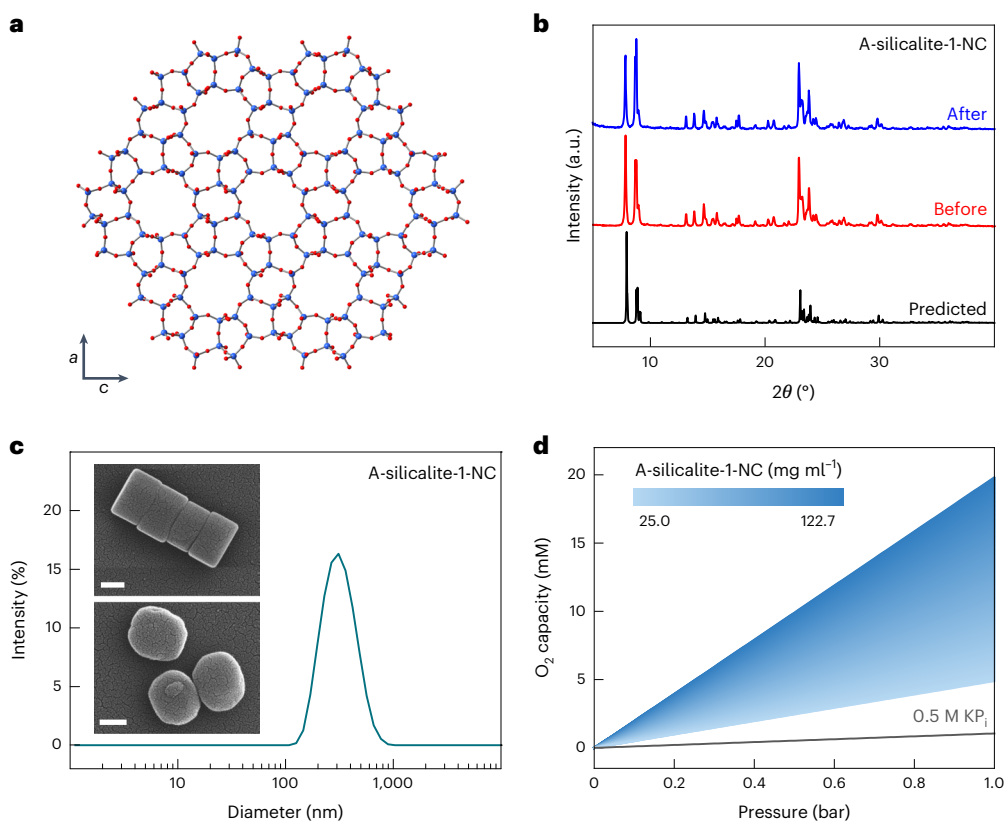 a
a
c
b
A-silicalite-1-NC
After
Before
Predicted
Intensity (a.u.)
10
20
30
2θ (°)
c
A-silicalite-1-NC
20
15
10
5
0
Intensity (%)
10
100
1,000
Diameter (nm)
d
A-silicalite-1-NC (mg ml⁻¹)
25.0
122.7
20
15
10
5
0
O₂ capacity (mM)
0.5 M KPᵢ
0
0.2
0.4
0.6
0.8
1.0
Pressure (bar)